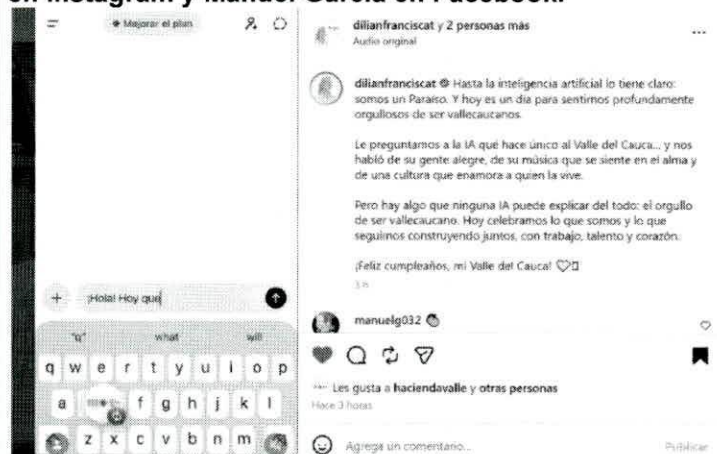 en Instagram y Manuel García en Facebook.
Mejorar el plan
¡Hola! Hoy que
"q"
what
will
q w e r t y u i o p
a f g h j k l
z x c v b n m
dilianfranciscat y 2 personas más
Audio original
dilianfranciscat Hasta la inteligencia artificial lo tiene claro:
somos un Paraíso. Y hoy es un día para sentirnos profundamente
orgullosos de ser vallecaucanos.
Le preguntamos a la IA qué hace único al Valle del Cauca... y nos
habló de su gente alegre, de su música que se siente en el alma y
de una cultura que enamora a quien la vive.
Pero hay algo que ninguna IA puede explicar del todo: el orgullo
de ser vallecaucano. Hoy celebramos lo que somos y lo que
seguimos construyendo juntos, con trabajo, talento y corazón.
¡Feliz cumpleaños, mi Valle del Cauca!
3 h
manuelg032
Les gusta a haciendavalle y otras personas
Hace 3 horas
Agrega un comentario...
Publicar